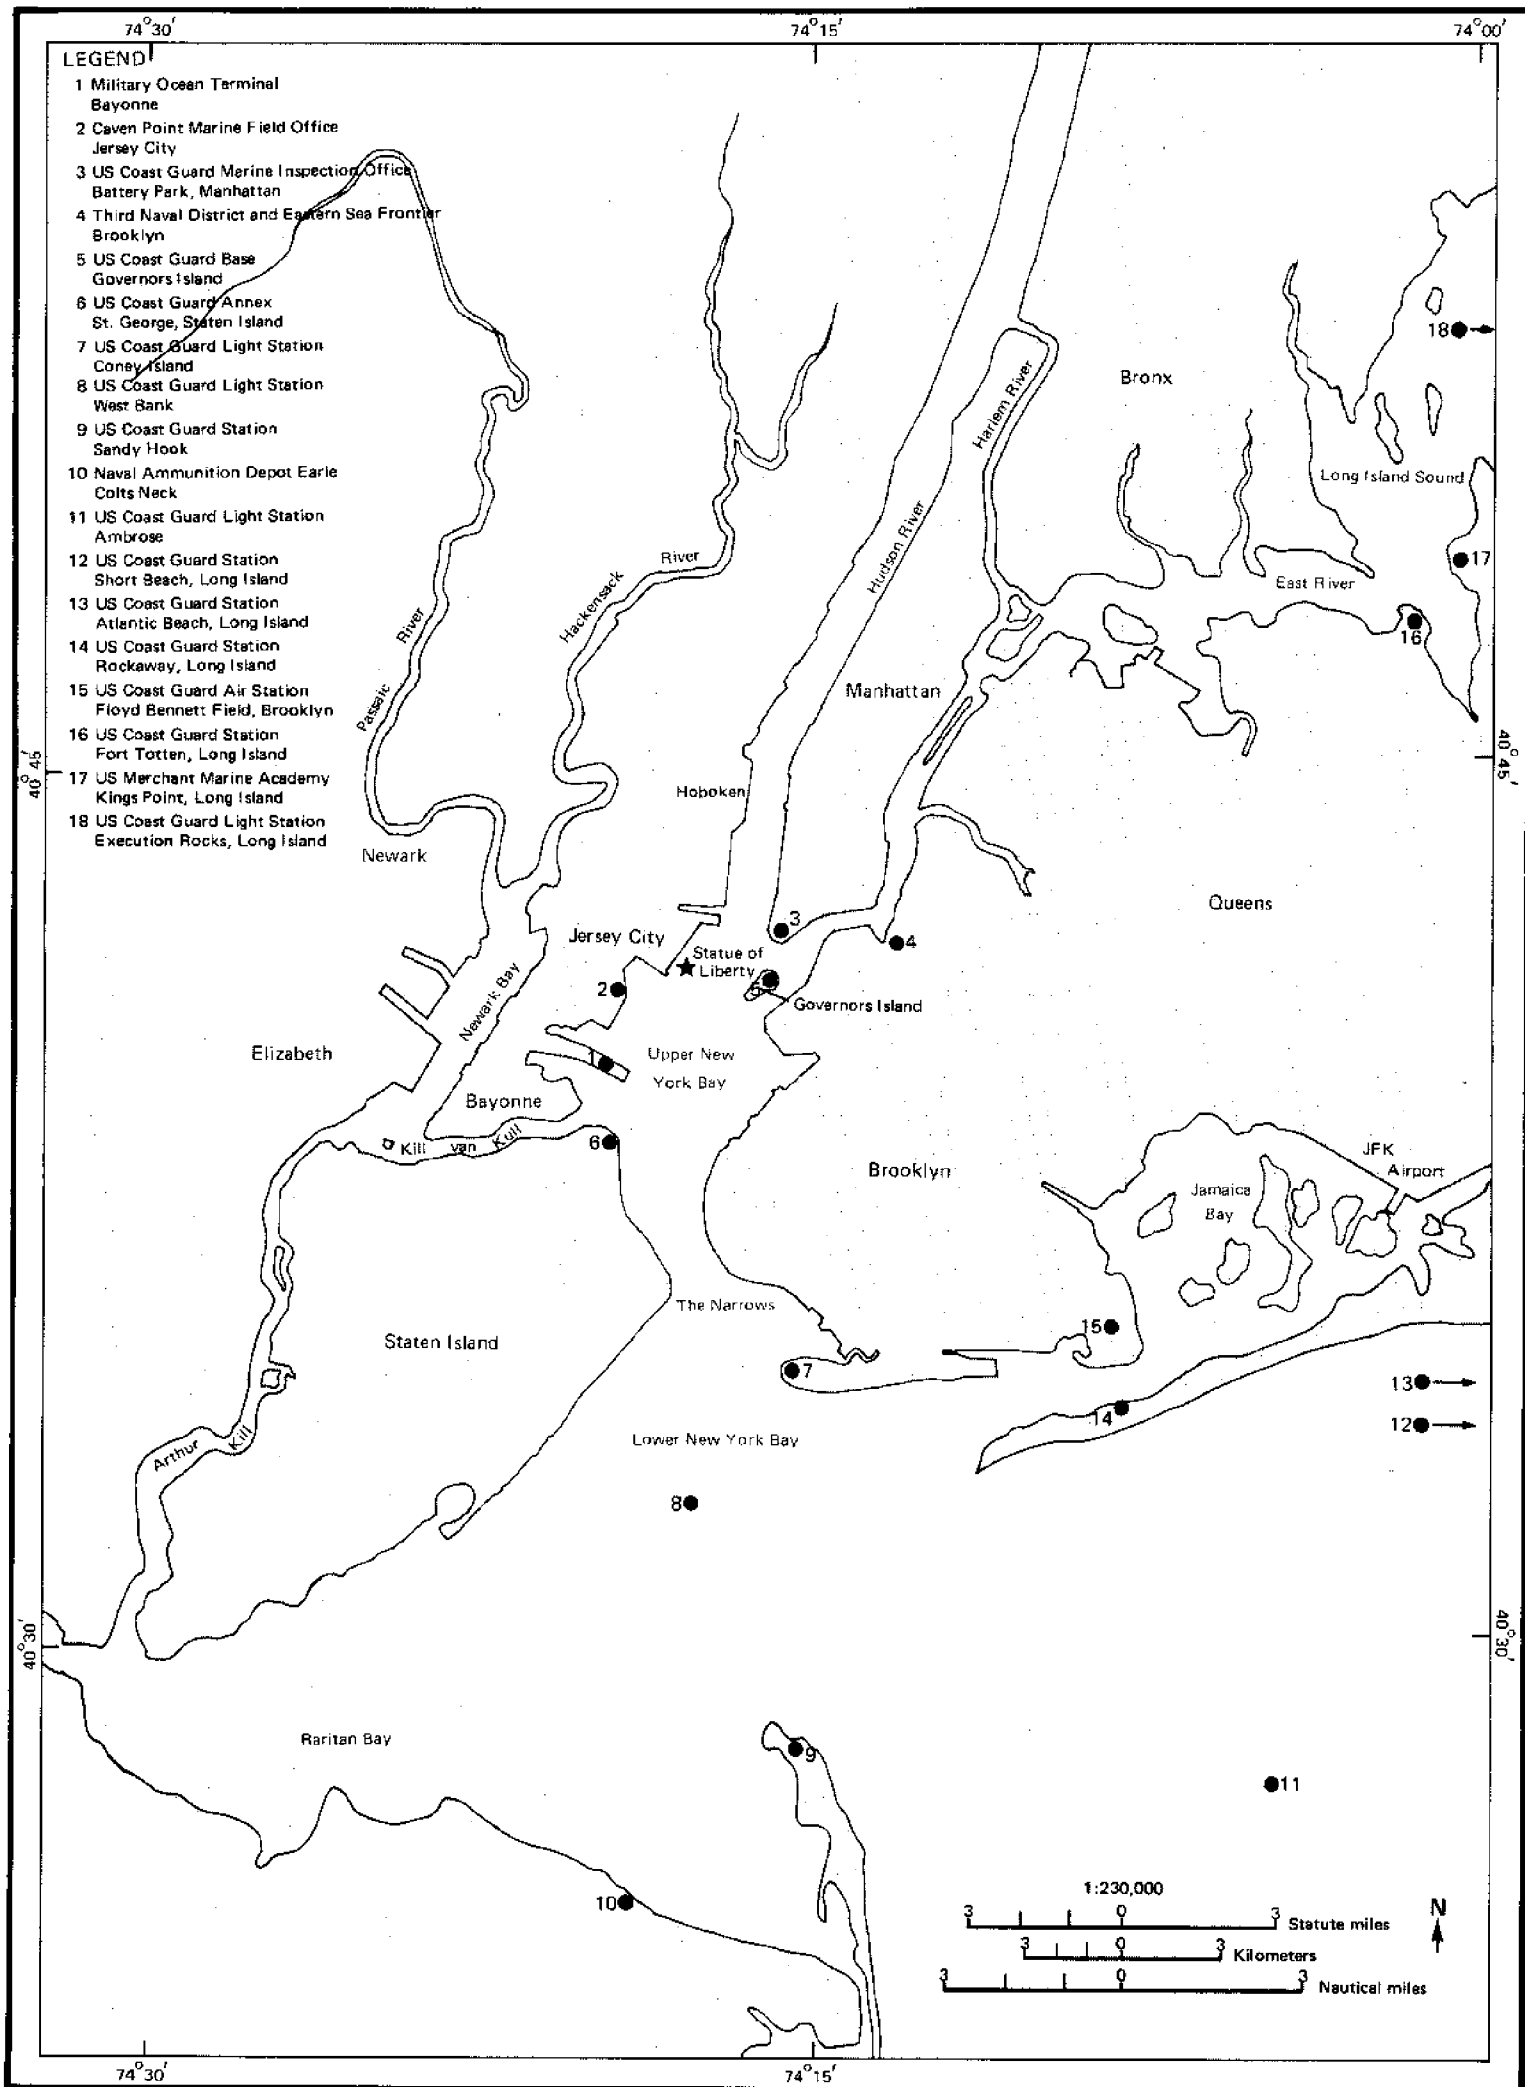 74°30'
74°15'
74°00'
LEGEND
1 Military Ocean Terminal
Bayonne
2 Caven Point Marine Field Office
Jersey City
3 US Coast Guard Marine Inspection Office
Battery Park, Manhattan
4 Third Naval District and Eastern Sea Frontier
Brooklyn
5 US Coast Guard Base
Governors Island
6 US Coast Guard Annex
St. George, Staten Island
7 US Coast Guard Light Station
Coney Island
8 US Coast Guard Light Station
West Bank
9 US Coast Guard Station
Sandy Hook
10 Naval Ammunition Depot Earle
Colts Neck
11 US Coast Guard Light Station
Ambrose
12 US Coast Guard Station
Short Beach, Long Island
13 US Coast Guard Station
Atlantic Beach, Long Island
14 US Coast Guard Station
Rockaway, Long Island
15 US Coast Guard Air Station
Floyd Bennett Field, Brooklyn
16 US Coast Guard Station
Fort Totten, Long Island
17 US Merchant Marine Academy
Kings Point, Long Island
18 US Coast Guard Light Station
Execution Rocks, Long Island
18
Bronx
Harlem River
Long Island Sound
Hudson River
17
River
East River
Hackensack
River
16
Manhattan
Passaic
40°45'
40°45'
Hoboken
Newark
Queens
3
Jersey City
4
Statue of
Liberty
2
5
Newark Bay
Governors Island
Elizabeth
1
Upper New
York Bay
Bayonne
6
Kill van Kull
JFK
Airport
Brooklyn
Jamaica
Bay
The Narrows
15
Staten Island
7
13
14
12
Arthur Kill
Lower New York Bay
8
40°30'
40°30'
Raritan Bay
9
11
1:230,000
10
3 0 3
Statute miles
N
3 0 3
Kilometers
3 0 3
Nautical miles
74°30'
74°15'